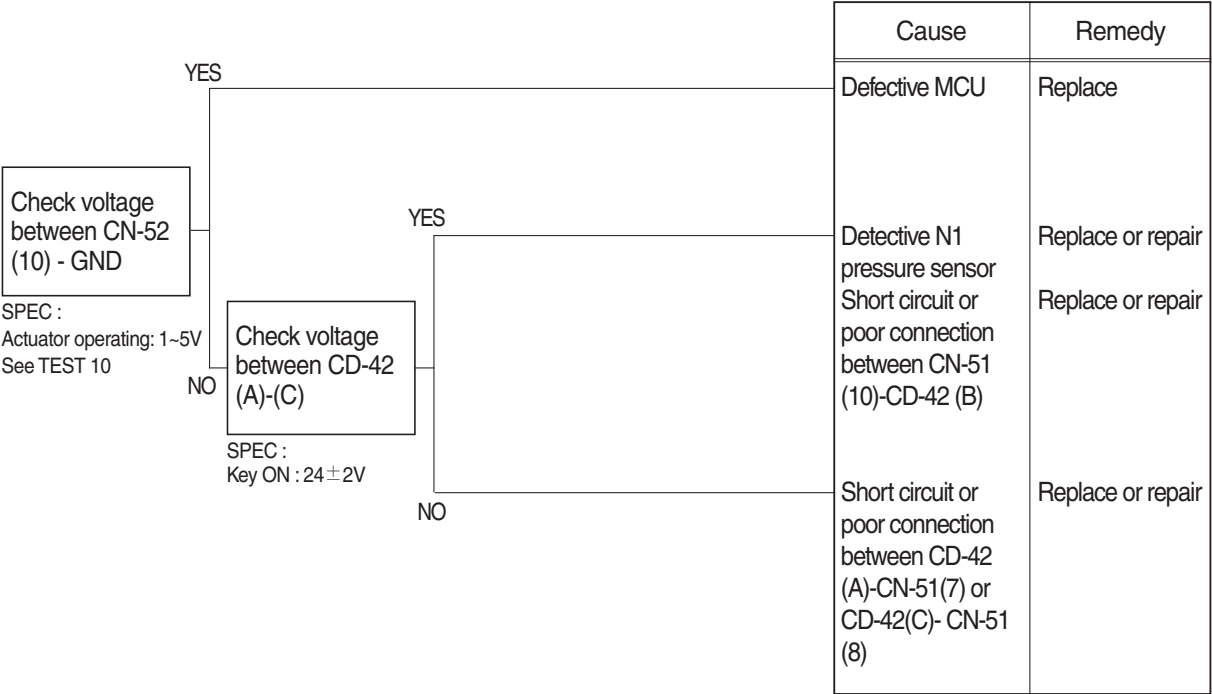 Cause Remedy
YES
Defective MCU Replace
Check voltage
between CN-52
(10) - GND
SPEC :
Actuator operating: 1~5V
See TEST 10
YES
Detective N1 Replace or repair
pressure sensor
Short circuit or Replace or repair
poor connection
between CN-51
(10)-CD-42 (B)
NO
Check voltage
between CD-42
(A)-(C)
SPEC :
Key ON : 24±2V
NO
Short circuit or Replace or repair
poor connection
between CD-42
(A)-CN-51(7) or
CD-42(C)- CN-51
(8)